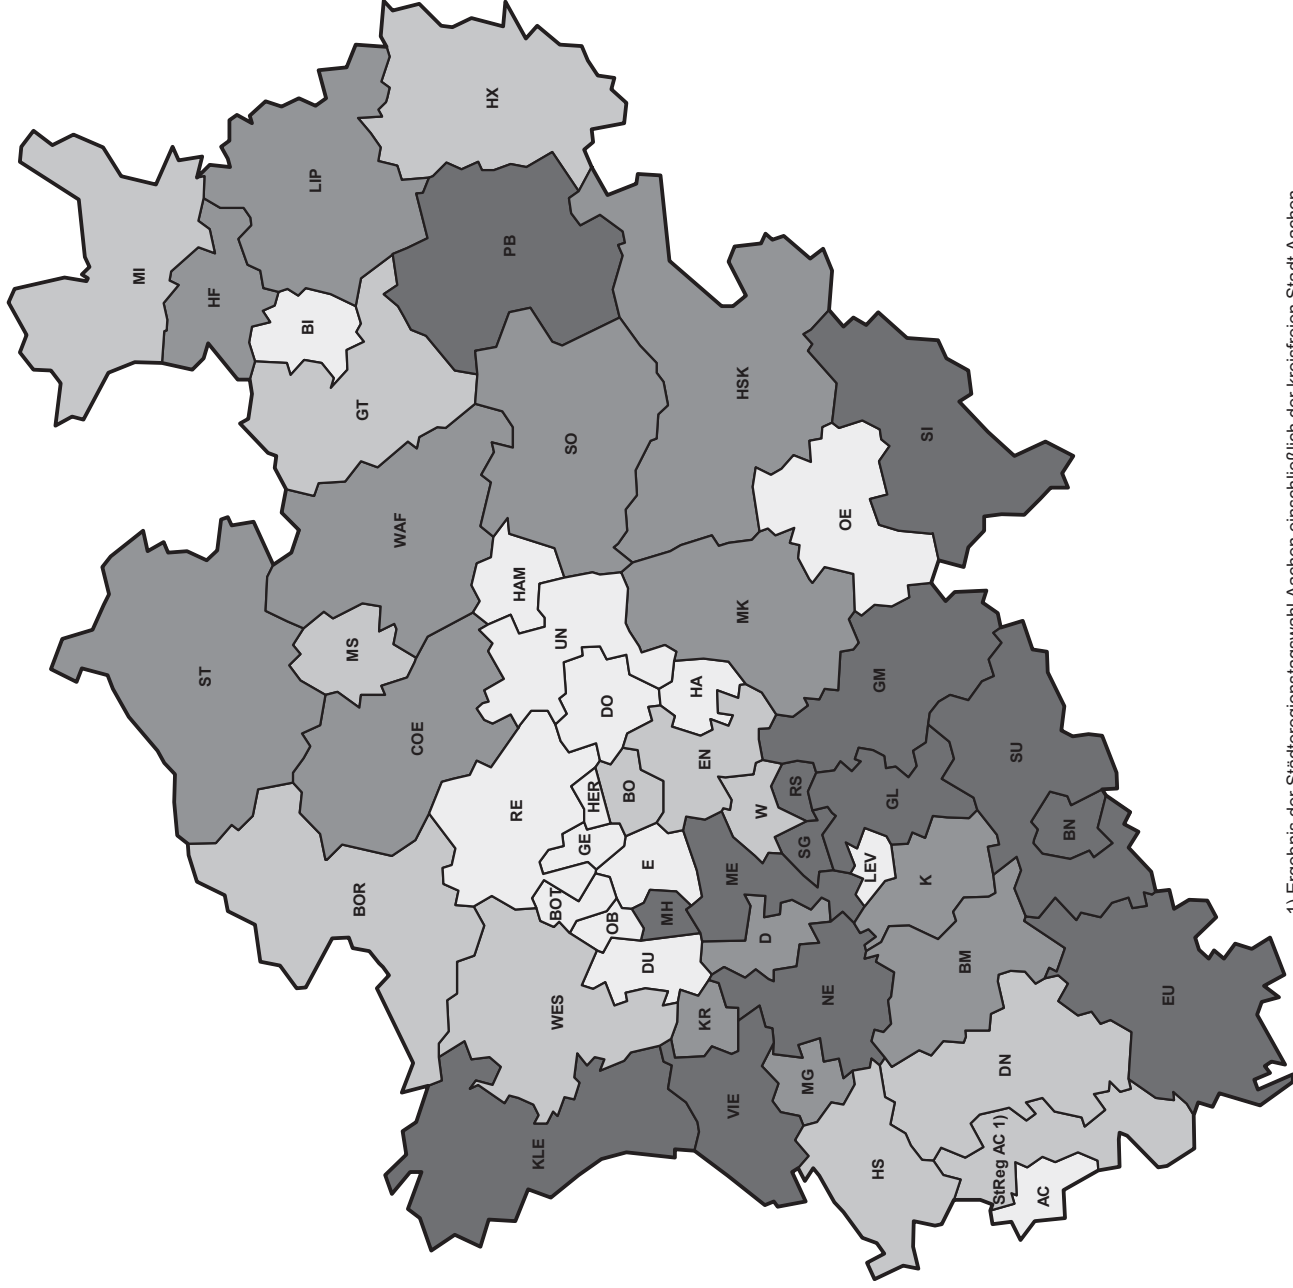 HX
LIP
MI
PB
HF
BI
HSK
GT
SI
SO
OE
WAF
HAM
MK
UN
MS
ST
GM
HA
DO
COE
SU
EN
RS
BO
HER
GL
RE
W
BN
GE
SG
E
LEV
ME
K
BOR
BOT
MH
OB
D
BM
DU
NE
EU
WES
KR
DN
MG
VIE
KLE
StReg AC 1)
HS
AC
1) Ergebnis der Städteregionstagswahl Aachen einschließlich der kreisfreien Stadt Aachen